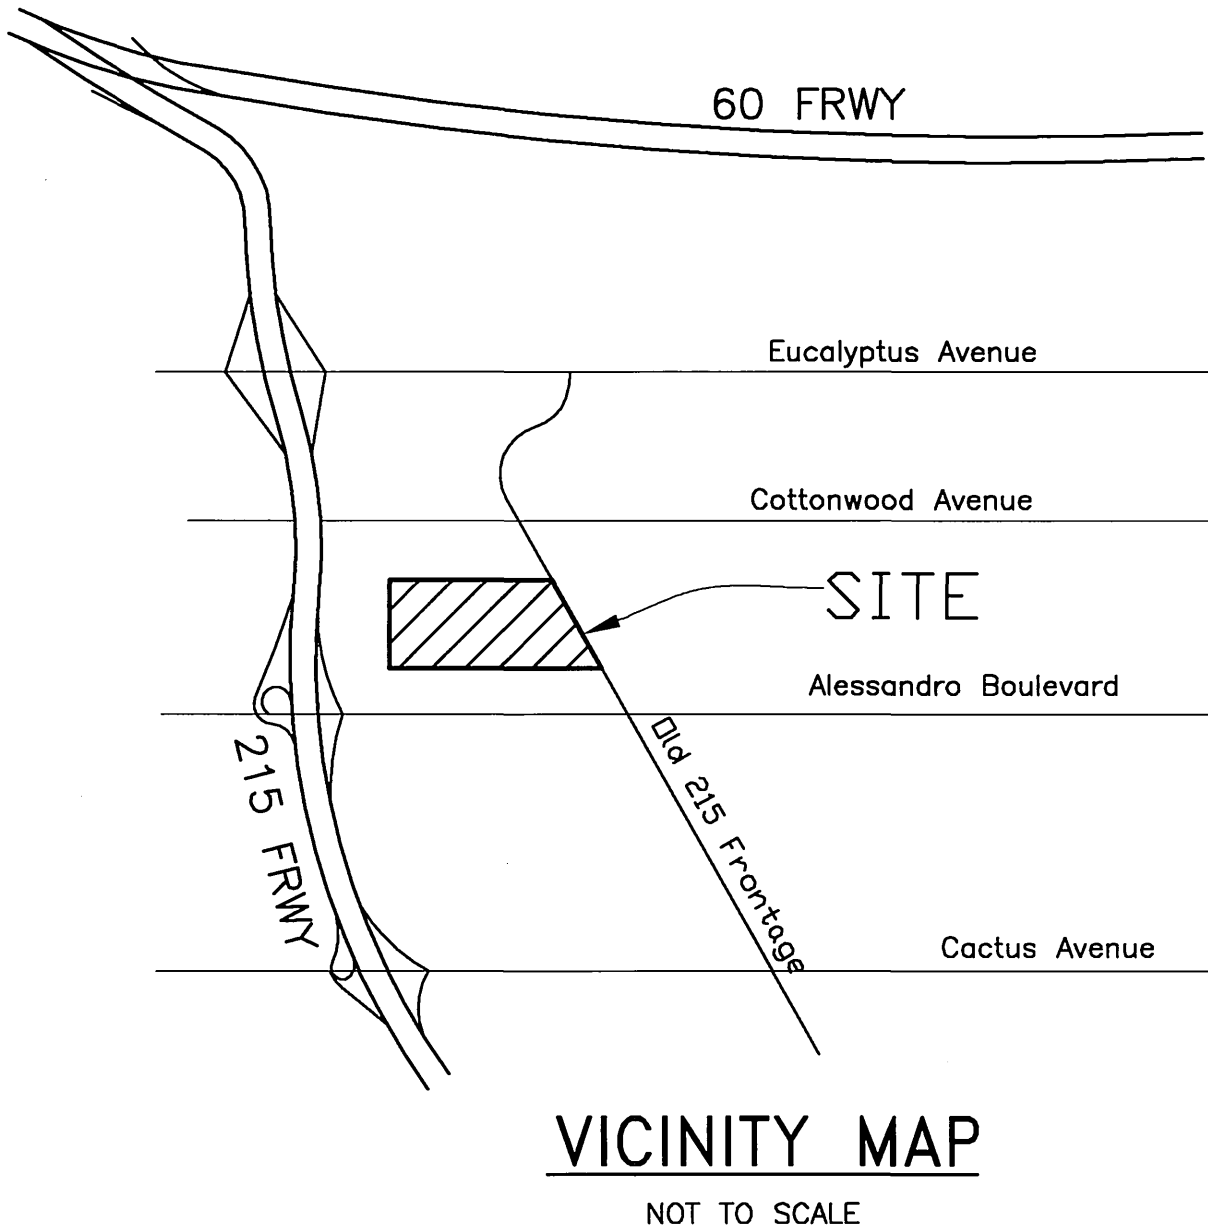 60 FRWY
Eucalyptus Avenue
Cottonwood Avenue
SITE
Alessandro Boulevard
Old 215 Frontage
215 FRWY
Cactus Avenue
VICINITY MAP
NOT TO SCALE